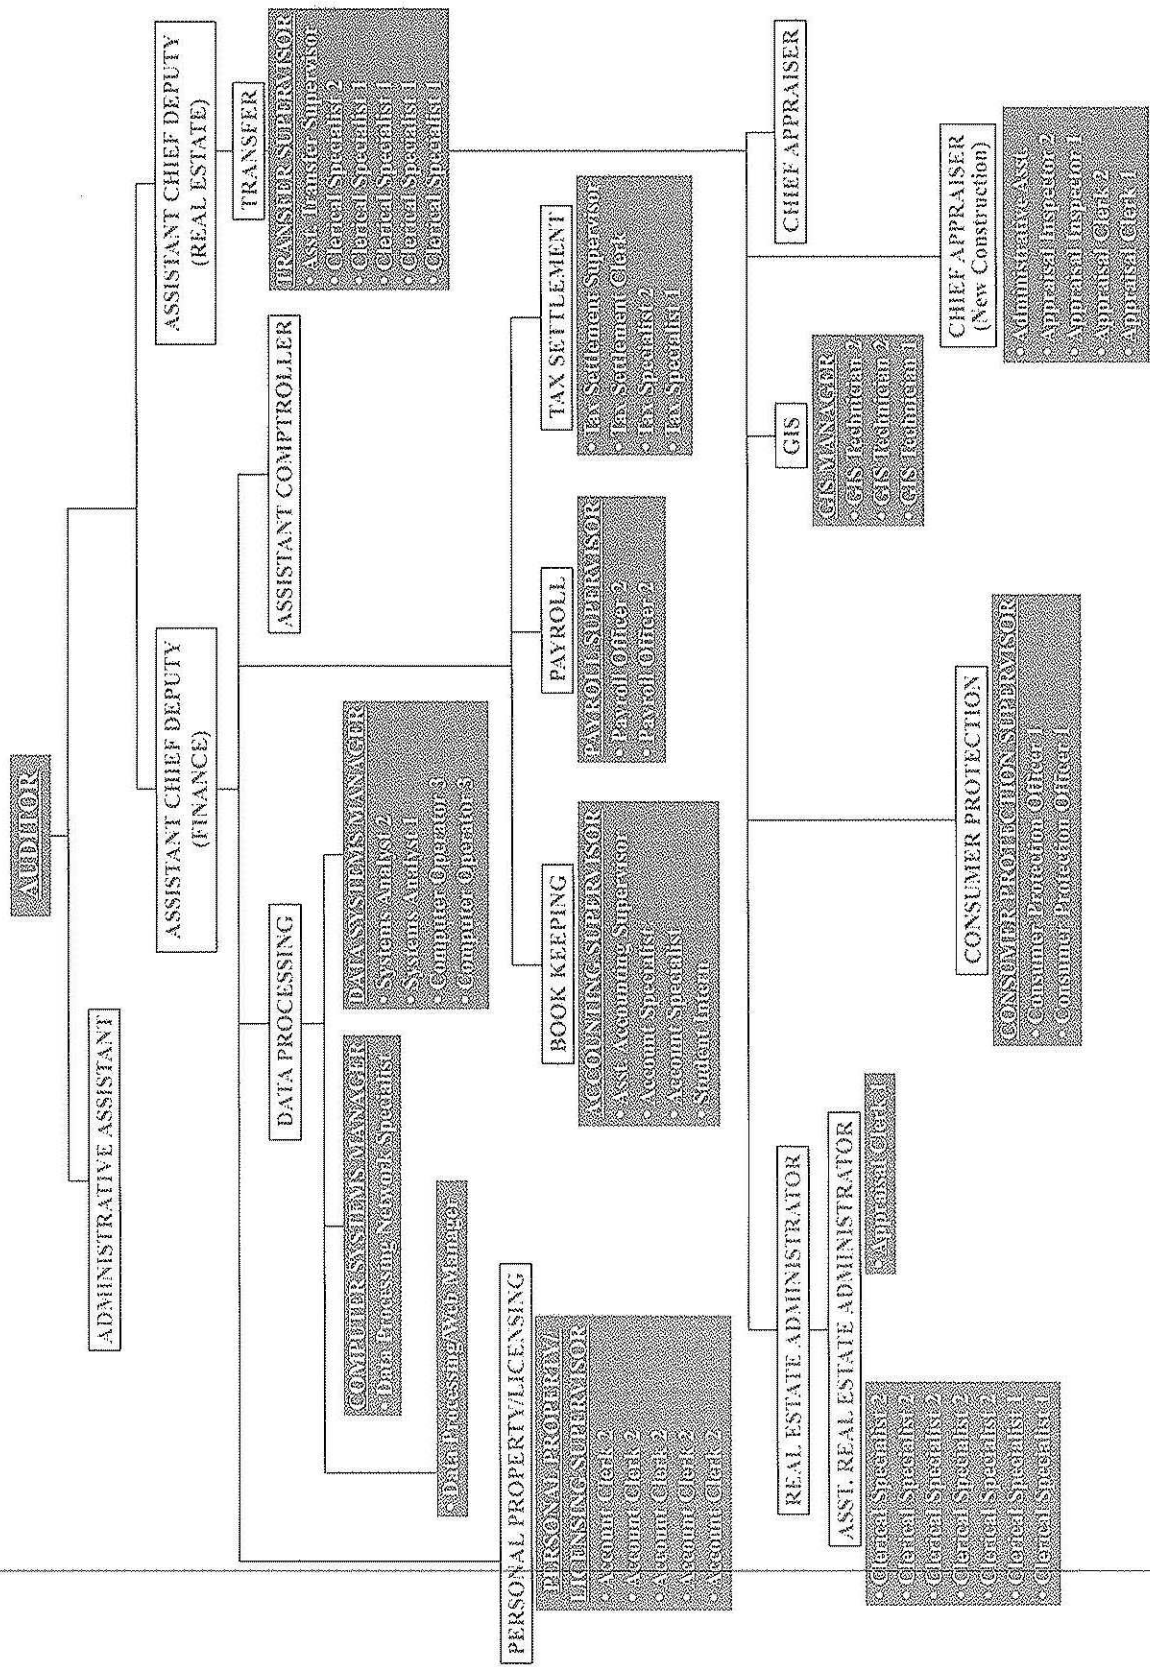 AUDITOR
ADMINISTRATIVE ASSISTANT
ASSISTANT CHIEF DEPUTY
(FINANCE)
ASSISTANT CHIEF DEPUTY
(REAL ESTATE)
DATA PROCESSING
ASSISTANT COMPTROLLER
TRANSFER
TRANSFER SUPERVISOR
• Asst. Transfer Supervisor
• Clerical Specialist 2
• Clerical Specialist 1
• Clerical Specialist 1
• Clerical Specialist 1
• Clerical Specialist 1
COMPUTER SYSTEMS MANAGER
• Data Processing Network Specialist
DATA SYSTEMS MANAGER
• Systems Analyst 2
• Systems Analyst 1
• Computer Operator 3
• Computer Operator 3
• Data Processing/Web Manager
PERSONAL PROPERTY/LICENSING
PERSONAL PROPERTY/
LICENSING SUPERVISOR
• Account Clerk 2
• Account Clerk 2
• Account Clerk 2
• Account Clerk 2
• Account Clerk 2
BOOK KEEPING
ACCOUNTING SUPERVISOR
• Asst. Accounting Supervisor
• Account Specialist
• Account Specialist
• Student Intern
PAYROLL
PAYROLL SUPERVISOR
• Payroll Officer 2
• Payroll Officer 2
TAX SETTLEMENT
• Tax Settlement Supervisor
• Tax Settlement Clerk
• Tax Specialist 2
• Tax Specialist 1
REAL ESTATE ADMINISTRATOR
ASST. REAL ESTATE ADMINISTRATOR
• Clerical Specialist 2
• Clerical Specialist 2
• Clerical Specialist 2
• Clerical Specialist 2
• Clerical Specialist 2
• Clerical Specialist 1
• Clerical Specialist 1
• Appraisal Clerk 1
CONSUMER PROTECTION
CONSUMER PROTECTION SUPERVISOR
• Consumer Protection Officer 1
• Consumer Protection Officer 1
GIS
GIS MANAGER
• GIS Technician 2
• GIS Technician 2
• GIS Technician 1
CHIEF APPRAISER
CHIEF APPRAISER
(New Construction)
• Administrative Asst
• Appraisal Inspector 2
• Appraisal Inspector 1
• Appraisal Clerk 2
• Appraisal Clerk 1